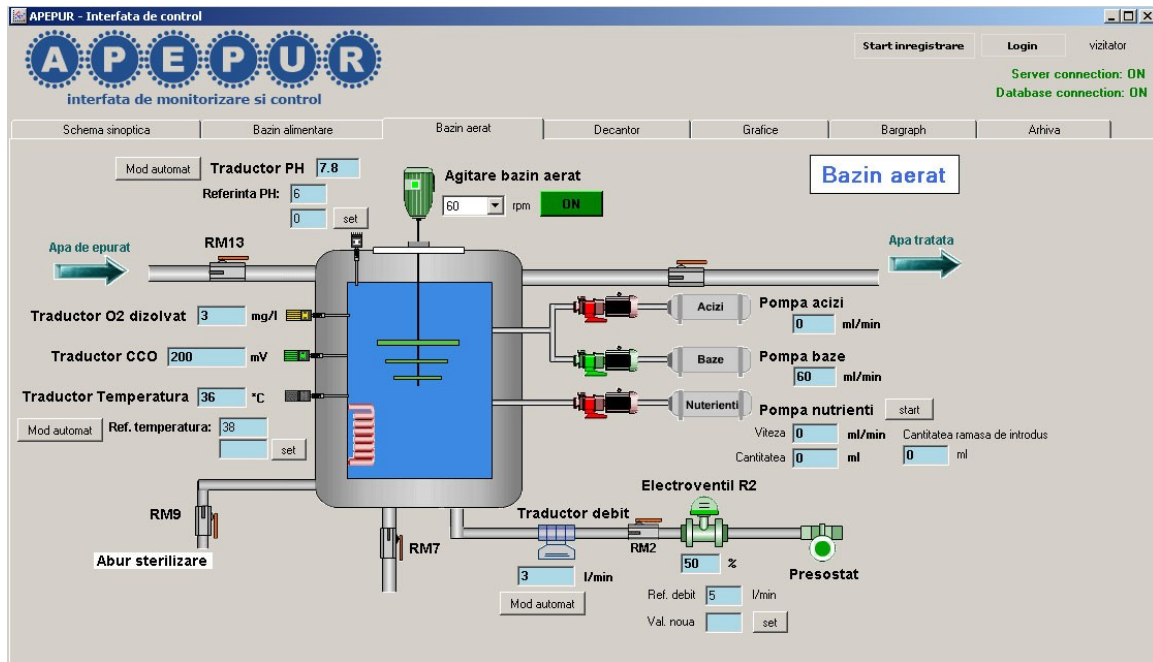 APEPUR - Interfata de control
APEPUR
interfata de monitorizare si control
Start inregistrare Login vizitator
Server connection: ON
Database connection: ON
Schema sinoptica Bazin alimentare Bazin aerat Decantor Grafice Bargraph Arhiva
Mod automat Traductor PH 7.8
Referinta PH: 6
0 set
Agitare bazin aerat
60 rpm ON
Bazin aerat
Apa de epurat
RM13
Apa tratata
Traductor O2 dizolvat 3 mg/l
Acizi Pompa acizi
0 ml/min
Traductor CCO 200 mV
Baze Pompa baze
60 ml/min
Traductor Temperatura 36 °C
Nuterienti Pompa nutrienti start
Mod automat Ref. temperatura: 38
set
Viteza 0 ml/min Cantitatea ramasa de introdus
Cantitatea 0 ml 0 ml
Electroventil R2
RM9
Traductor debit
RM7
RM2
Abur sterilizare
50 %
Presostat
3 l/min
Mod automat
Ref. debit 5 l/min
Val. noua set